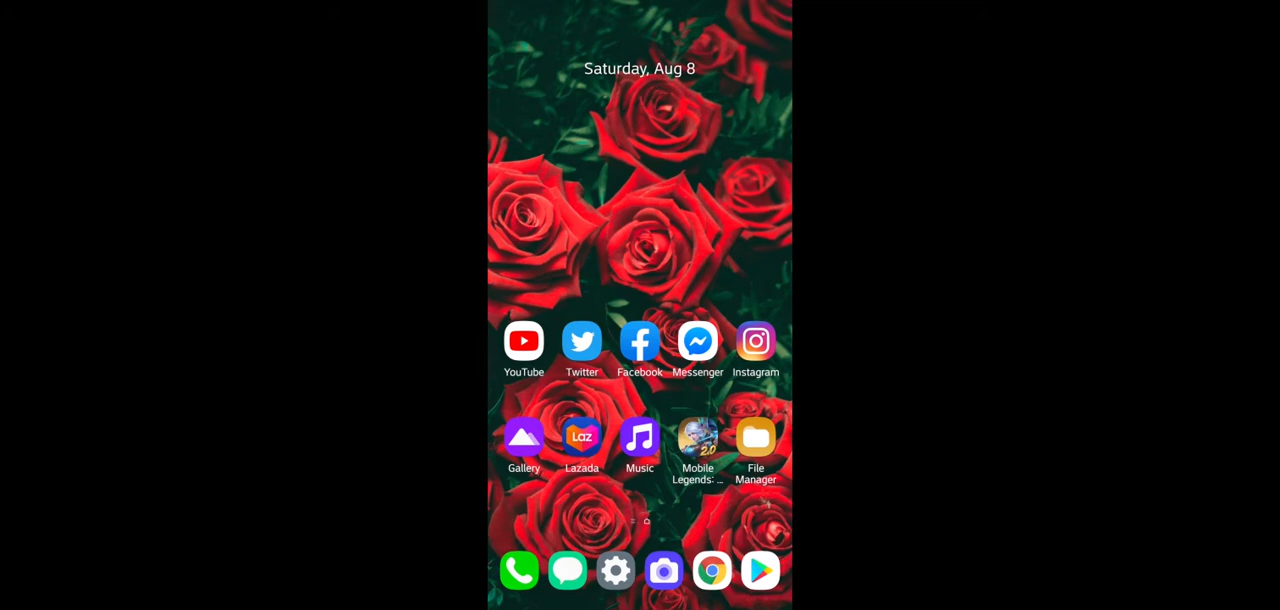 Saturday, Aug 8
YouTube Twitter Facebook Messenger Instagram
Laz
2.0
Gallery Lazada Music Mobile Legends: ... File Manager